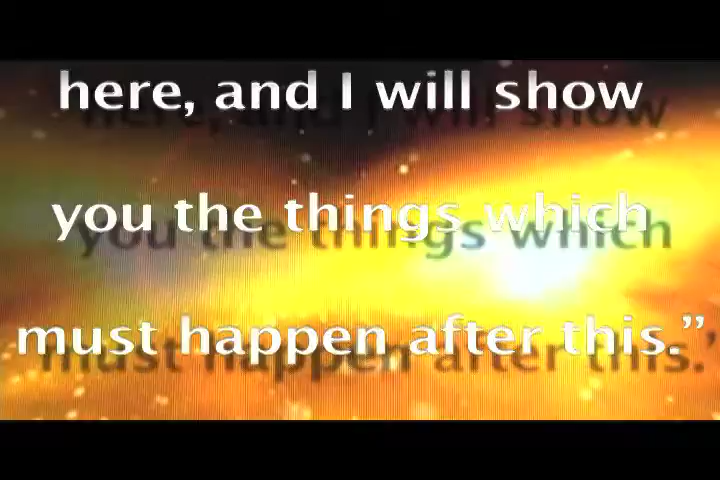 here, and I will show
you the things which
must happen after this.”